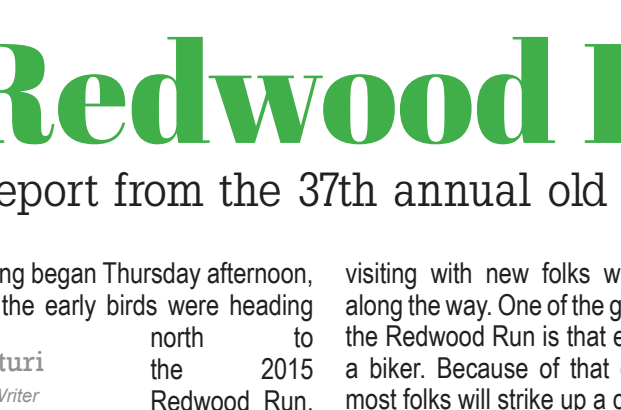 Redwood
eport from the 37th annual old
ng began Thursday afternoon,
the early birds were heading
north to
the 2015
Redwood Run.
turi
Writer
visiting with new folks w
along the way. One of the g
the Redwood Run is that e
a biker. Because of that
most folks will strike up a c